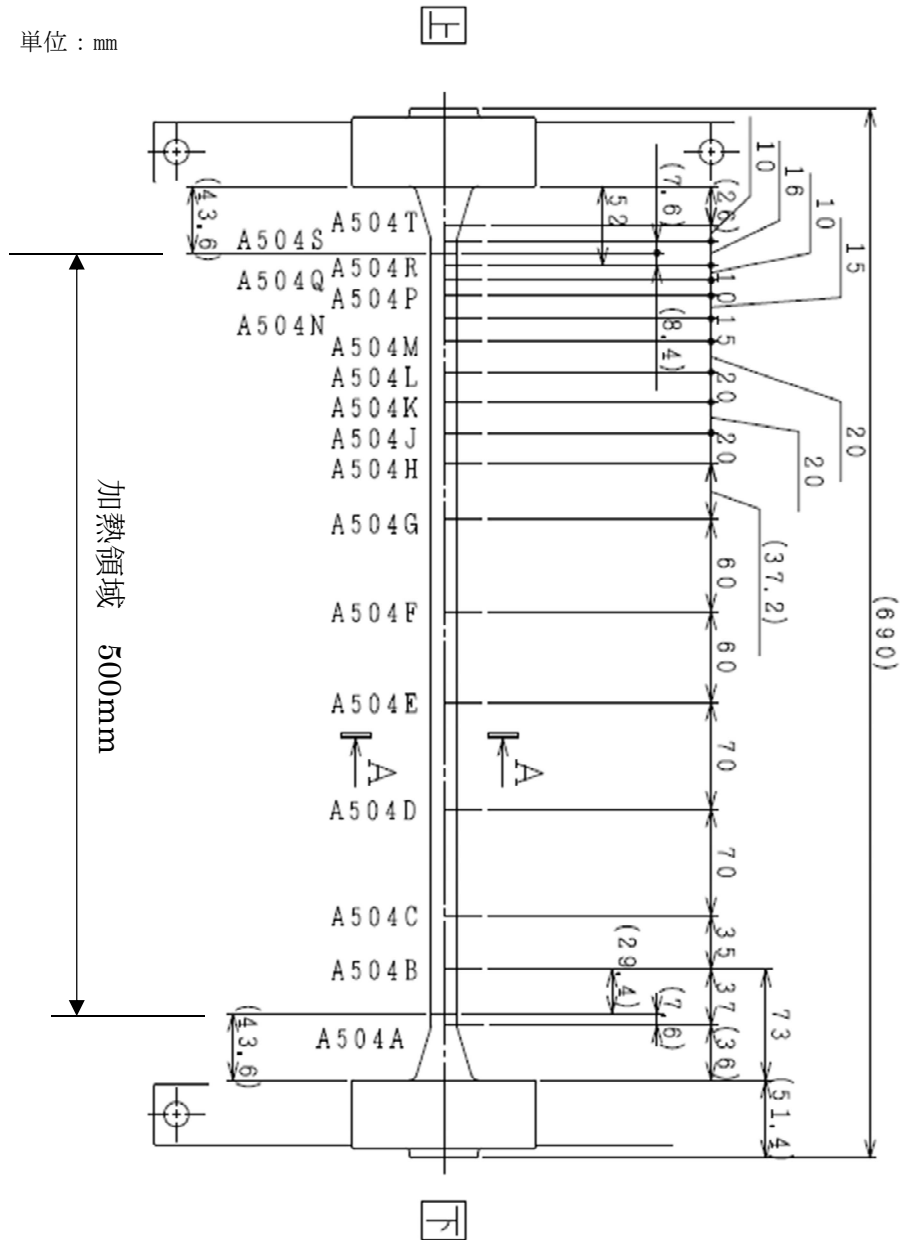 単位：mm
上
(690)
(43.6)
52
(7.6)
(26)
10
16
10
15
A504T
A504S
A504R
A504Q
A504P
A504N
A504M
A504L
A504K
A504J
A504H
A504G
A504F
A504E
A504D
A504C
A504B
A504A
(8.4)
10
15
20
20
20
20
(37.2)
60
60
70
70
35
37
(36)
73
(51.4)
(29.4)
(7.6)
(43.6)
A
A
加熱領域　500mm
下